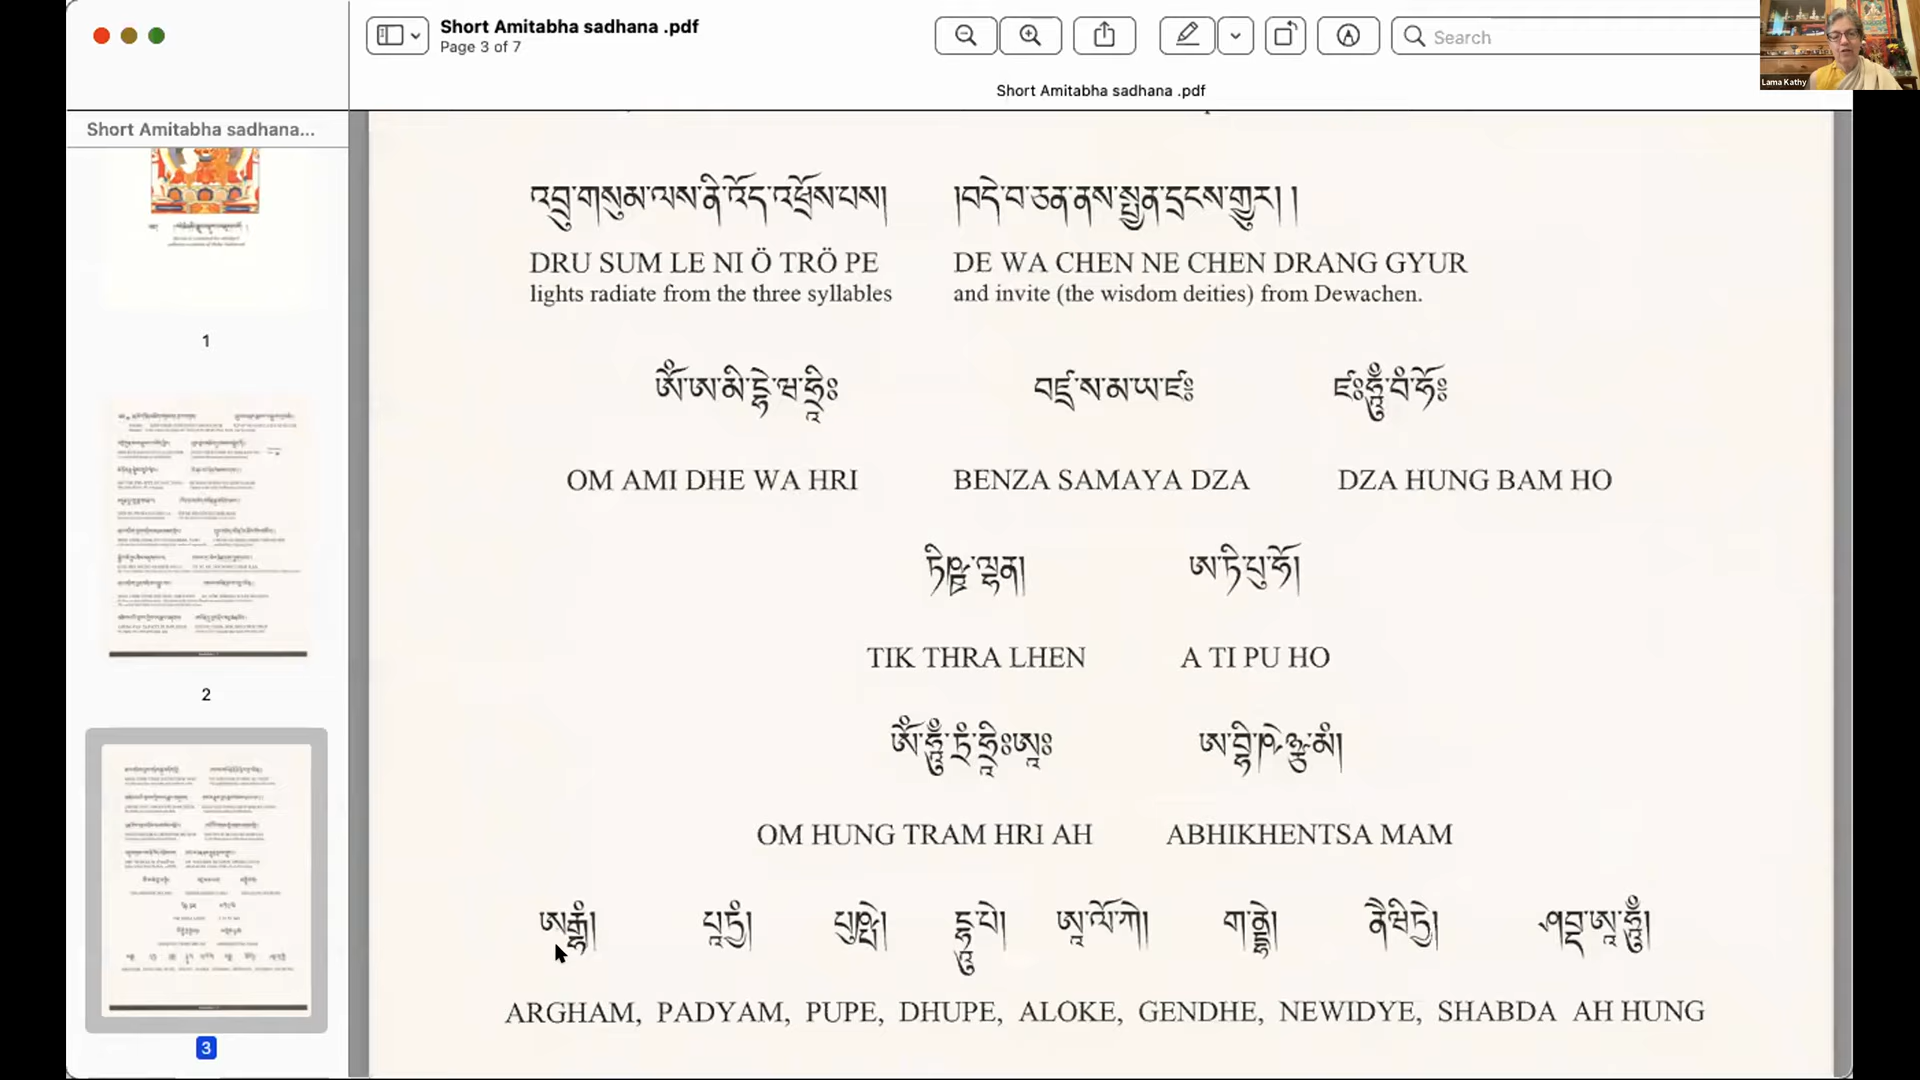 Short Amitabha sadhana .pdf
Page 3 of 7
Search
Lama Kathy
Short Amitabha sadhana .pdf
Short Amitabha sadhana...
1
2
3
འབྲུ་གསུམ་ལས་ནི་འོད་འཕྲོས་པས། །བདེ་བ་ཅན་ནས་སྤྱན་དྲངས་གྱུར། །
DRU SUM LE NI Ö TRÖ PE DE WA CHEN NE CHEN DRANG GYUR
lights radiate from the three syllables and invite (the wisdom deities) from Dewachen.
ཨོཾ་ཨ་མི་དྷེ་ཝ་ཧྲཱིཿ བཛྲ་ས་མ་ཡ་ཛཿ ཛཿཧཱུྃ་བཾ་ཧོཿ
OM AMI DHE WA HRI BENZA SAMAYA DZA DZA HUNG BAM HO
ཏིཥྛ་ལྷན། ཨ་ཏི་པུ་ཧོ།
TIK THRA LHEN A TI PU HO
ཨོཾ་ཧཱུྃ་ཏྲཾ་ཧྲཱིཿཨཱཿ ཨ་བྷི་ཥིཉྩ་མཾ།
OM HUNG TRAM HRI AH ABHIKHENTSA MAM
ཨརྒྷཾ། པཱདྱཾ། པུཥྤེ། དྷཱུ་པེ། ཨཱ་ལོ་ཀེ། གནྡྷེ། ནཻཝིདྱེ། ཤབྡ་ཨཱ་ཧཱུྃ།
ARGHAM, PADYAM, PUPE, DHUPE, ALOKE, GENDHE, NEWIDYE, SHABDA AH HUNG